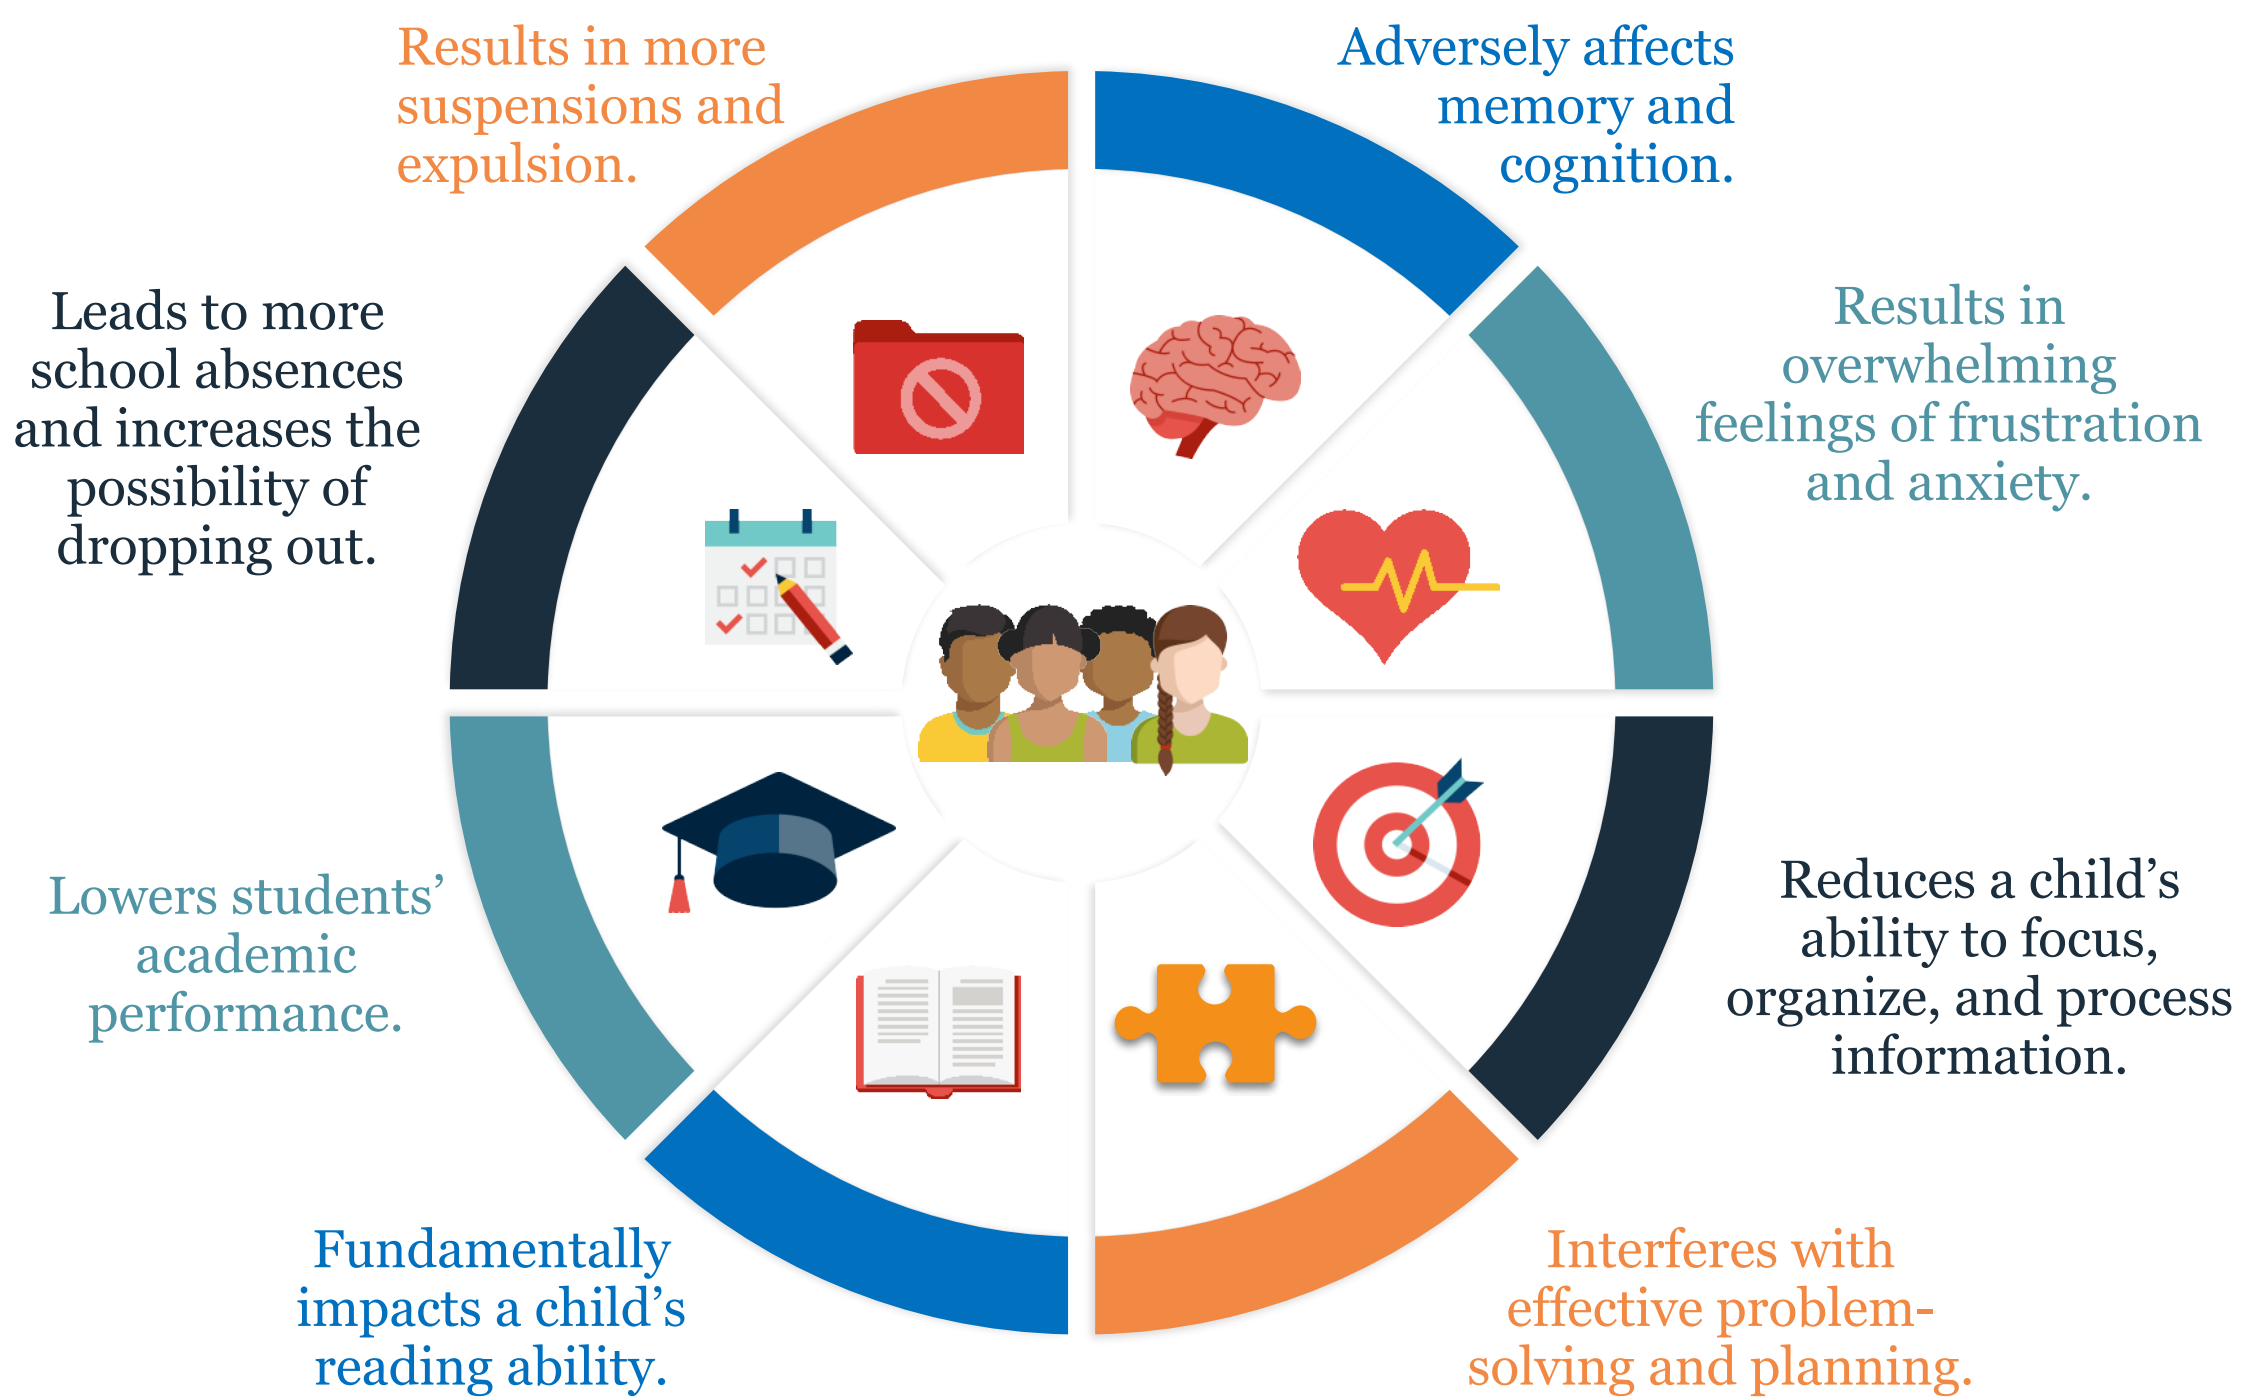 Results in more
suspensions and
expulsion.
Adversely affects
memory and
cognition.
Leads to more
school absences
and increases the
possibility of
dropping out.
Results in
overwhelming
feelings of frustration
and anxiety.
Lowers students’
academic
performance.
Reduces a child’s
ability to focus,
organize, and process
information.
Fundamentally
impacts a child’s
reading ability.
Interferes with
effective problem-
solving and planning.